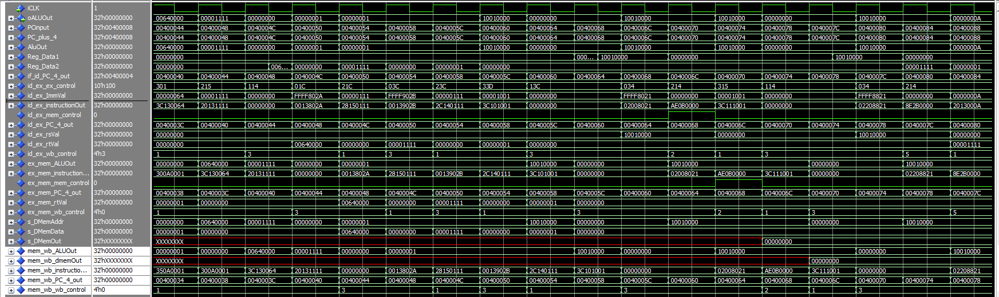 iCLK 1
oALUOut 32'h00000000 00640000 00001111 00000000 00000001 00000001 10010000 00000000 10010000 10010000 00000000 10010000 0000000A
PCinput 32'h00400008 00400044 00400048 0040004C 00400050 00400054 00400058 0040005C 00400060 00400064 00400068 0040006C 00400070 00400074 00400078 0040007C 00400080 00400084 00400088
PC_plus_4 32'h00400008 00400044 00400048 0040004C 00400050 00400054 00400058 0040005C 00400060 00400064 00400068 0040006C 00400070 00400074 00400078 0040007C 00400080 00400084 00400088
AluOut 32'h00000000 00640000 00001111 00000000 00000001 00000001 10010000 00000000 10010000 10010000 00000000 10010000 0000000A
Reg_Data1 32'h00000000 00000000 000... 10010000 00000000 10010000 00000000
Reg_Data2 32'h00000000 00000000 006... 00000000 00001111 00000000 00000001 00000000 00001111 00000001
if_id_PC_4_out 32'h00400004 00400040 00400044 00400048 0040004C 00400050 00400054 00400058 0040005C 00400060 00400064 00400068 0040006C 00400070 00400074 00400078 0040007C 00400080 00400084
id_ex_ex_control 10'h100 301 215 114 01C 21C 03C 23C 33D 13C 034 214 315 114 034 214
id_ex_ImmVal 32'h00000000 00000064 00001111 00000000 FFFF802A 00000111 FFFF902B 00000111 00001001 00000000 FFFF8021 00000000 00001001 00000000 FFFF8821 00000000 0000000A
id_ex_instructionOut 32'h00000000 3C130064 20131111 00000000 0013802A 28150111 0013902B 2C140111 3C101001 00000000 02008021 AE0B0000 3C111001 00000000 02208821 8E2B0000 2013000A
id_ex_mem_control 0
id_ex_PC_4_out 32'h00000000 0040003C 00400040 00400044 00400048 0040004C 00400050 00400054 00400058 0040005C 00400060 00400064 00400068 0040006C 00400070 00400074 00400078 0040007C 00400080
id_ex_rsVal 32'h00000000 00000000 10010000 00000000 10010000 00000000
id_ex_rtVal 32'h00000000 00000000 00640000 00000000 00001111 00000000 00000001 00000000 00001111
id_ex_wb_control 4'h3 1 3 1 3 1 3 2 1 3 5 1
ex_mem_ALUOut 32'h00000000 00000000 00640000 00001111 00000000 00000001 10010000 00000000 10010000 00000000 10010000
ex_mem_instruction... 32'h00000000 300A0001 3C130064 20131111 00000000 0013802A 28150111 0013902B 2C140111 3C101001 00000000 02008021 AE0B0000 3C111001 00000000 02208821 8E2B0000
ex_mem_mem_control 0
ex_mem_PC_4_out 32'h00000000 00400038 0040003C 00400040 00400044 00400048 0040004C 00400050 00400054 00400058 0040005C 00400060 00400064 00400068 0040006C 00400070 00400074 00400078 0040007C
ex_mem_rtVal 32'h00000000 00000001 00000000 00640000 00000000 00001111 00000000 00000001 00000000
ex_mem_wb_control 4'h0 1 3 1 3 1 3 2 1 3 5
s_DMemAddr 32'h00000000 00000000 00640000 00001111 00000000 00000001 10010000 00000000 10010000 00000000 10010000
s_DMemData 32'h00000000 00000001 00000000 00640000 00000000 00001111 00000000 00000001 00000000
s_DMemOut 32'hXXXXXXXX XXXXXXXX 00000000
mem_wb_ALUOut 32'h00000000 00000001 00000000 00640000 00001111 00000000 00000001 10010000 00000000 10010000 00000000 10010000
mem_wb_dmemOut 32'hXXXXXXXX XXXXXXXX 00000000
mem_wb_instructio... 32'h00000000 350A0001 300A0001 3C130064 20131111 00000000 0013802A 28150111 0013902B 2C140111 3C101001 00000000 02008021 AE0B0000 3C111001 00000000 02208821
mem_wb_PC_4_out 32'h00000000 00400034 00400038 0040003C 00400040 00400044 00400048 0040004C 00400050 00400054 00400058 0040005C 00400060 00400064 00400068 0040006C 00400070 00400074 00400078
mem_wb_wb_control 4'h0 1 3 1 3 1 3 2 1 3